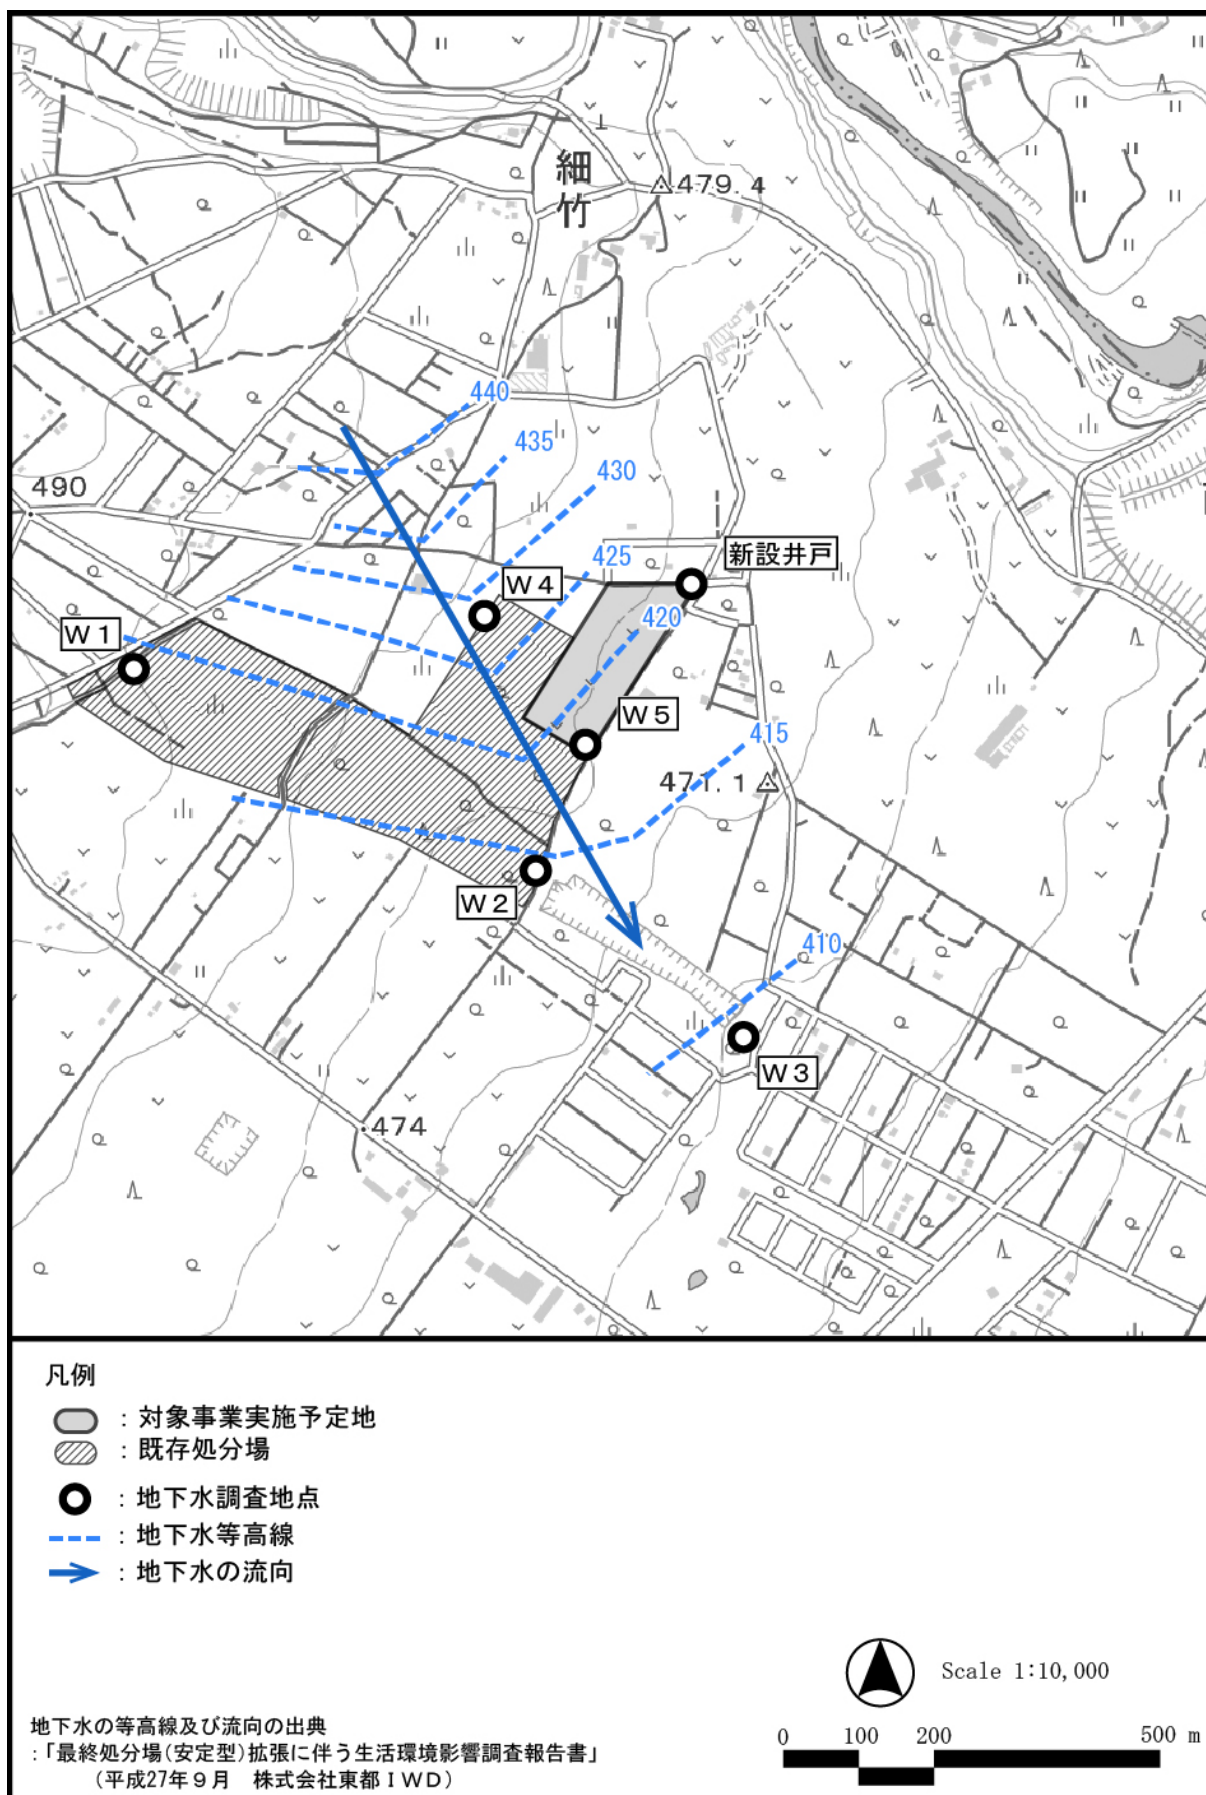 細竹
479.4
440
435
430
490
425
新設井戸
W4
420
W1
W5
415
471.1
W2
410
W3
474
凡例
：対象事業実施予定地
：既存処分場
：地下水調査地点
：地下水等高線
：地下水の流向
Scale 1:10,000
0 100 200 500 m
地下水の等高線及び流向の出典
：「最終処分場(安定型)拡張に伴う生活環境影響調査報告書」
(平成27年９月　株式会社東都ＩＷＤ)